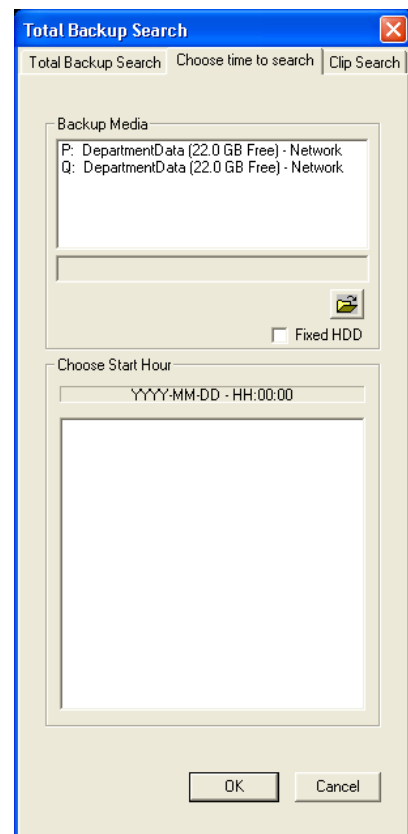 Total Backup Search
Total Backup Search Choose time to search Clip Search
Backup Media
P: DepartmentData (22.0 GB Free) - Network
Q: DepartmentData (22.0 GB Free) - Network
Fixed HDD
Choose Start Hour
YYYY-MM-DD - HH:00:00
OK Cancel